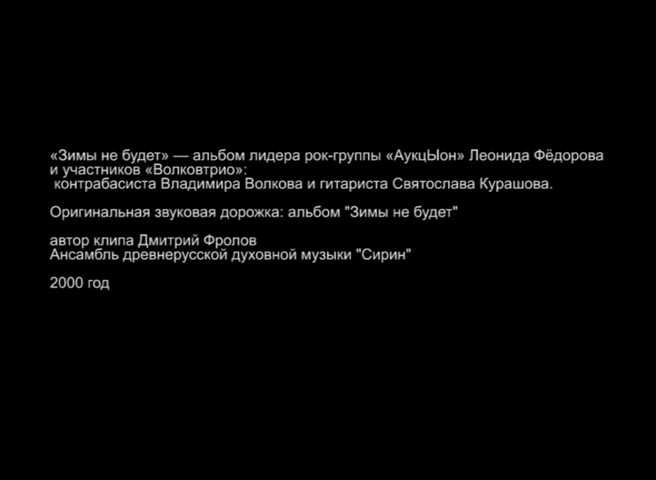 «Зимы не будет» — альбом лидера рок-группы «АукцЫон» Леонида Фёдорова
и участников «Волковтрио»:
контрабасиста Владимира Волкова и гитариста Святослава Курашова.
Оригинальная звуковая дорожка: альбом "Зимы не будет"
автор клипа Дмитрий Фролов
Ансамбль древнерусской духовной музыки "Сирин"
2000 год